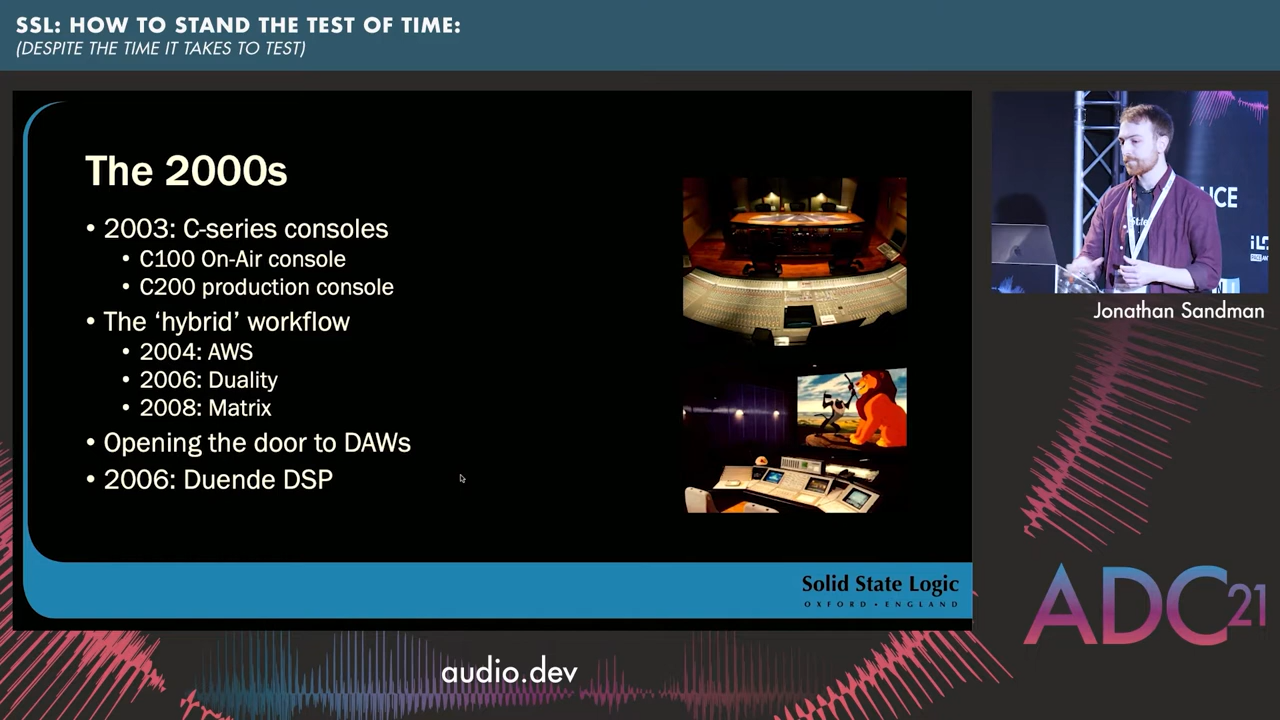 SSL: HOW TO STAND THE TEST OF TIME:
(DESPITE THE TIME IT TAKES TO TEST)
The 2000s
• 2003: C-series consoles
• C100 On-Air console
• C200 production console
• The ‘hybrid’ workflow
• 2004: AWS
• 2006: Duality
• 2008: Matrix
• Opening the door to DAWs
• 2006: Duende DSP
Solid State Logic
OXFORD • ENGLAND
Jonathan Sandman
ADC21
audio.dev